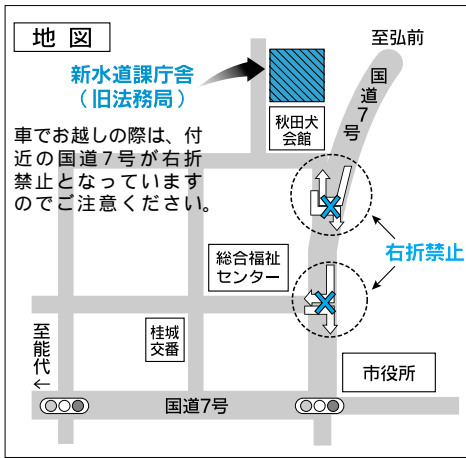 地図
至弘前
新水道課庁舎
（旧法務局）
国道7号
秋田犬
会館
車でお越しの際は、付
近の国道7号が右折
禁止となっています
のでご注意ください。
総合福祉
センター
右折禁止
至能代←
桂城
交番
市役所
国道7号